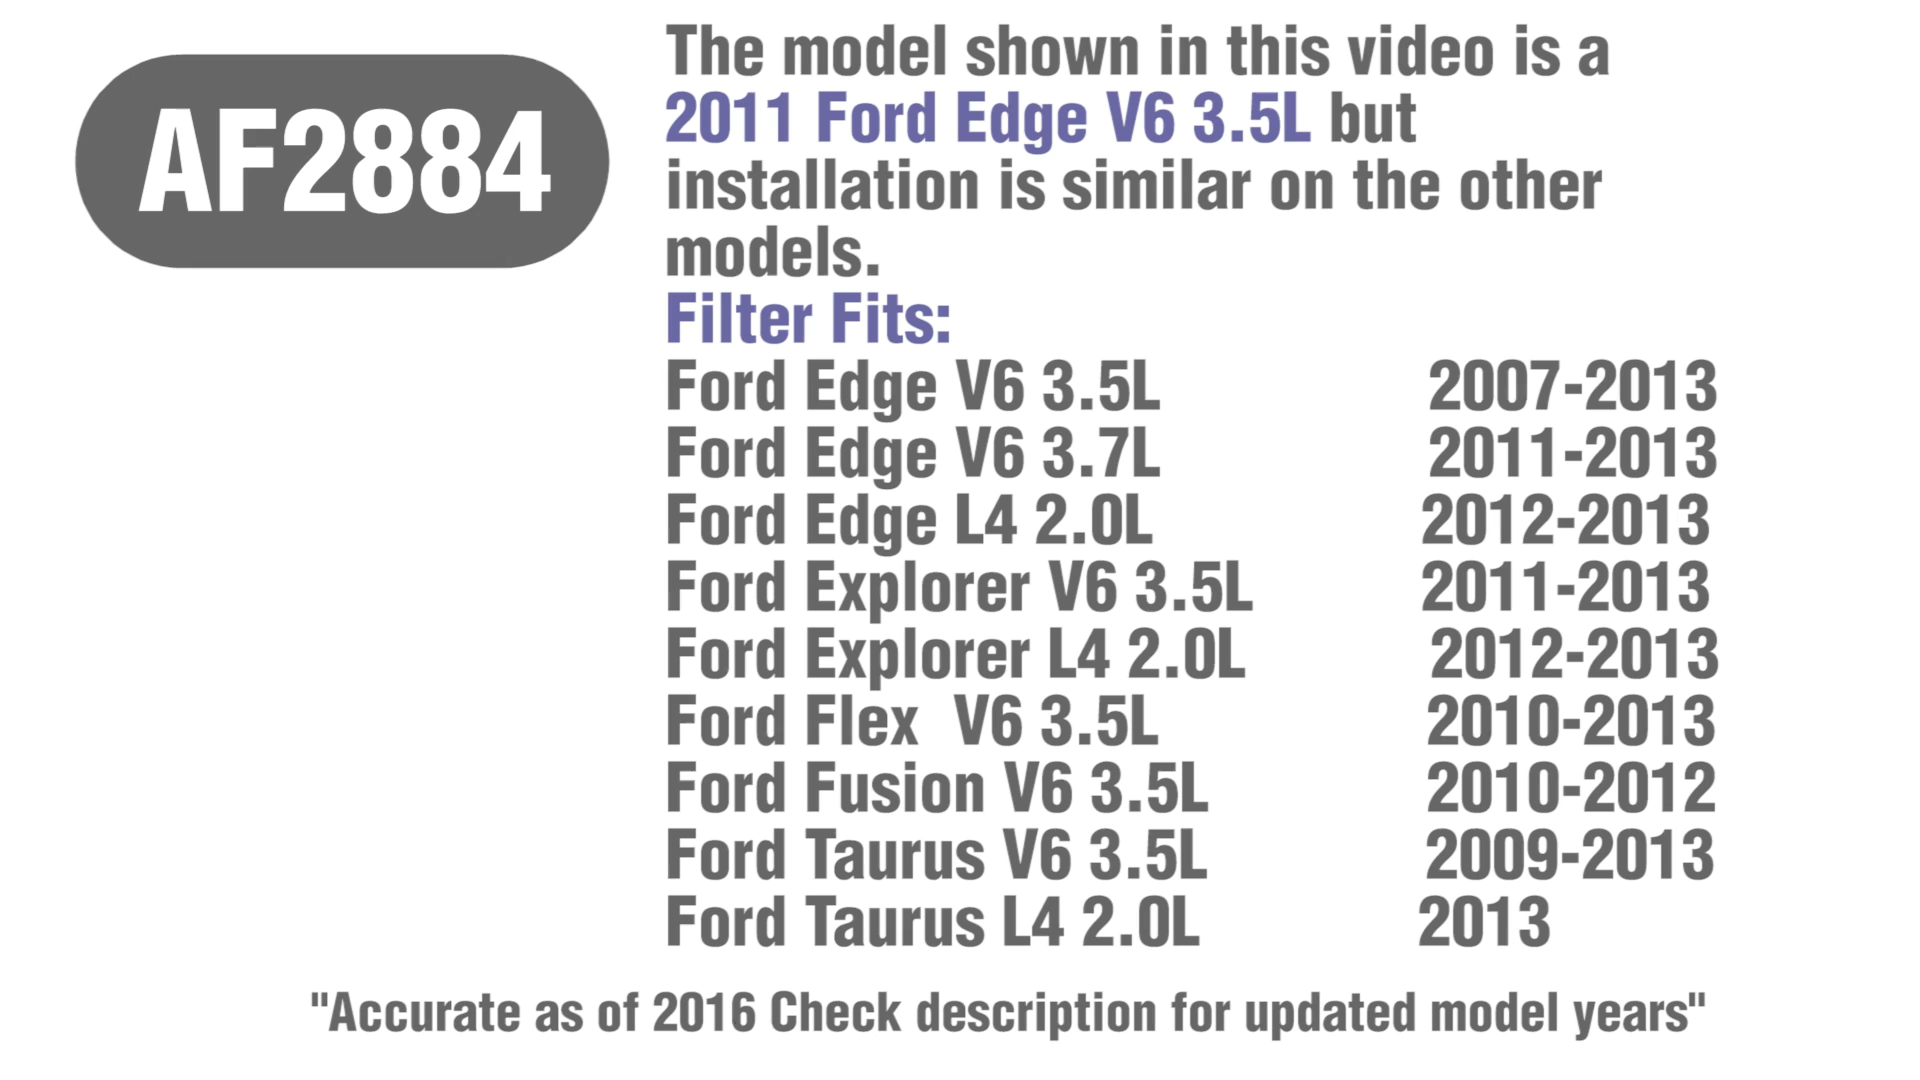 AF2884
The model shown in this video is a
2011 Ford Edge V6 3.5L but
installation is similar on the other
models.
Filter Fits:
Ford Edge V6 3.5L 2007-2013
Ford Edge V6 3.7L 2011-2013
Ford Edge L4 2.0L 2012-2013
Ford Explorer V6 3.5L 2011-2013
Ford Explorer L4 2.0L 2012-2013
Ford Flex V6 3.5L 2010-2013
Ford Fusion V6 3.5L 2010-2012
Ford Taurus V6 3.5L 2009-2013
Ford Taurus L4 2.0L 2013
"Accurate as of 2016 Check description for updated model years"